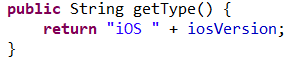 public String getType() {
    return "iOS " + iosVersion;
}